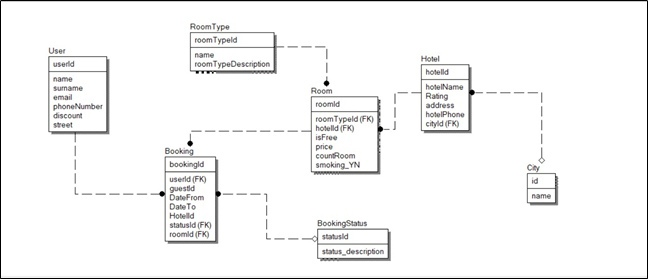 RoomType
roomTypeId
name
roomTypeDescription
User
userId
name
surname
email
phoneNumber
discount
street
Hotel
hotelId
hotelName
Rating
address
hotelPhone
cityId (FK)
Room
roomId
roomTypeId (FK)
hotelId (FK)
isFree
price
countRoom
smoking_YN
Booking
bookingId
userId (FK)
guestId
DateFrom
DateTo
HotelId
statusId (FK)
roomId (FK)
City
id
name
BookingStatus
statusId
status_description